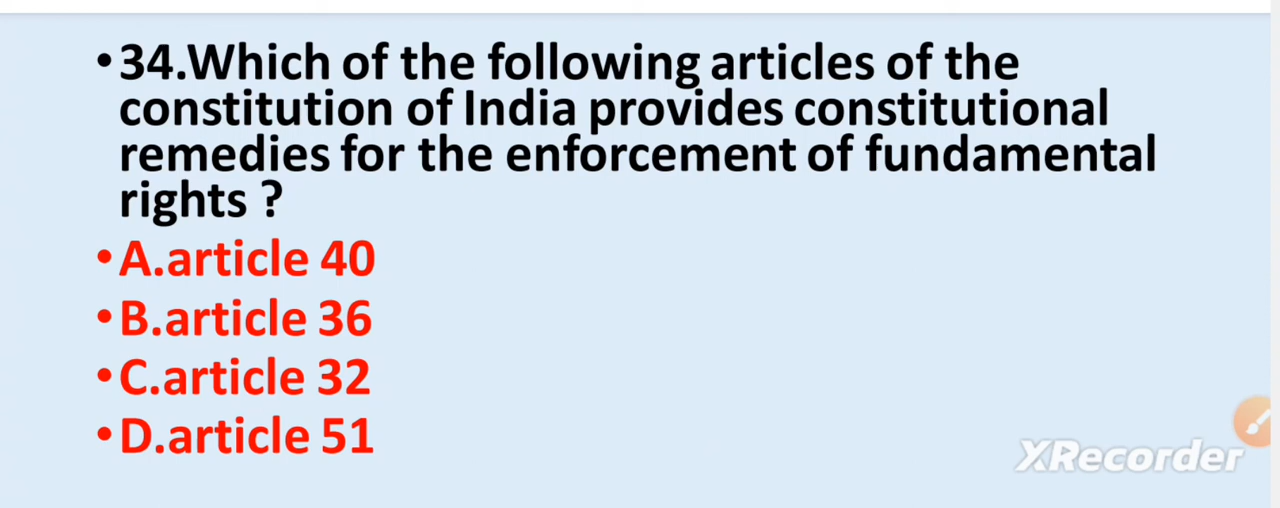 •34.Which of the following articles of the
constitution of India provides constitutional
remedies for the enforcement of fundamental
rights ?
•A.article 40
•B.article 36
•C.article 32
•D.article 51
XRecorder